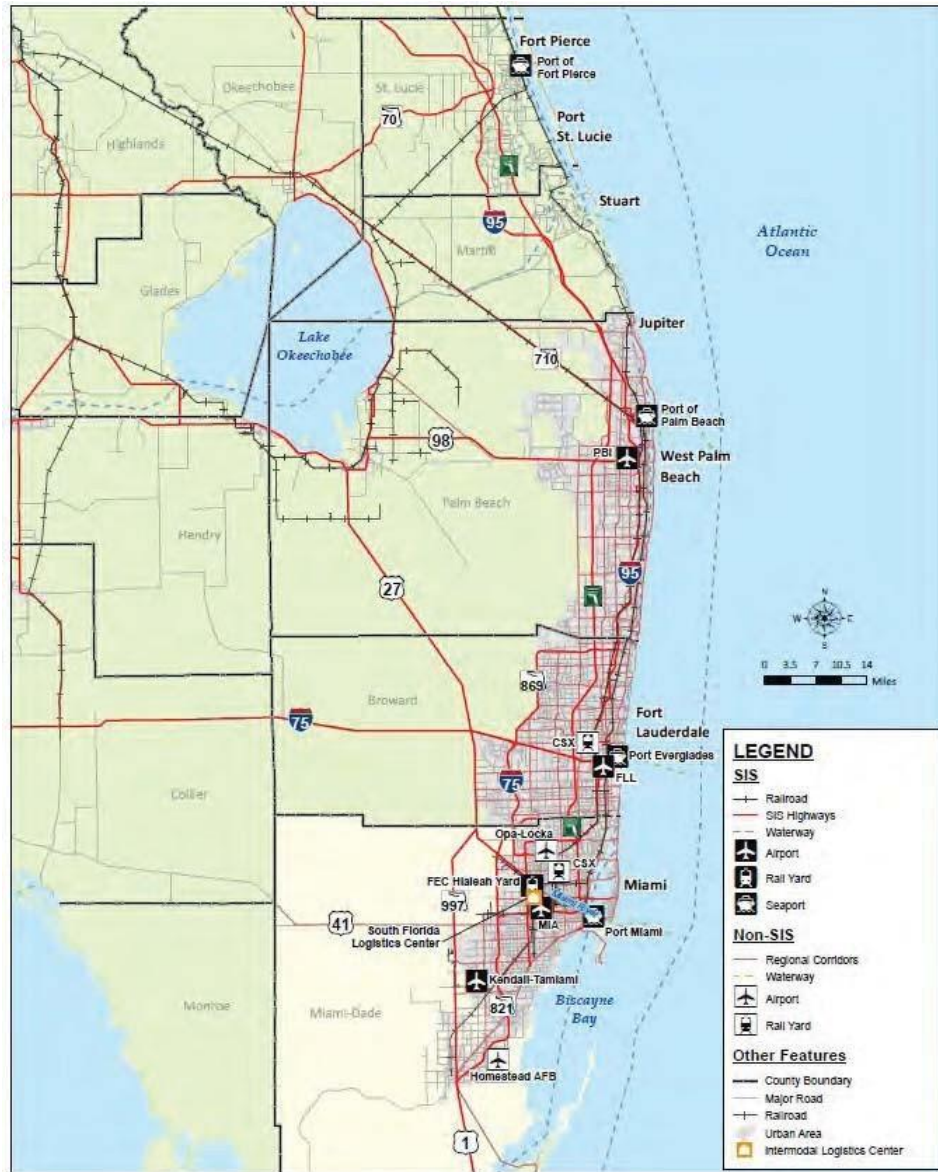 Fort Pierce
Port of
Fort Pierce
Okeechobee
St. Lucie
70
Port
St. Lucie
Highlands
Stuart
95
Atlantic
Ocean
Martin
Glades
Jupiter
Lake
Okeechobee
710
Port of
Palm Beach
98
PBI
West Palm
Beach
Palm Beach
Hendry
95
27
N
W
E
S
0 3.5 7 10.5 14
Miles
869
Broward
Fort
Lauderdale
75
CSX
Port Everglades
FLL
75
Collier
Opa-Locka
CSX
FEC Hialeah Yard
Miami
997
Miami River
41
MIA
Port Miami
South Florida
Logistics Center
Kendall-Tamiami
Monroe
Miami-Dade
821
Biscayne
Bay
Homestead AFB
1
LEGEND
SIS
Railroad
SIS Highways
Waterway
Airport
Rail Yard
Seaport
Non-SIS
Regional Corridors
Waterway
Airport
Rail Yard
Other Features
County Boundary
Major Road
Railroad
Urban Area
Intermodal Logistics Center